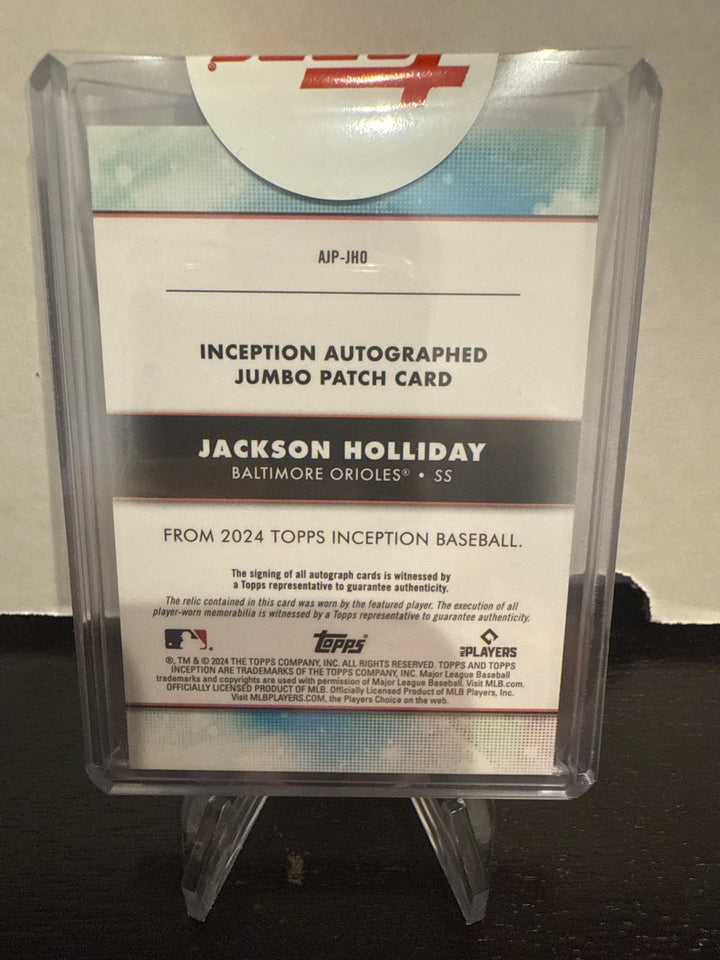 AJP-JHO
INCEPTION AUTOGRAPHED
JUMBO PATCH CARD
JACKSON HOLLIDAY
BALTIMORE ORIOLES® • SS
FROM 2024 TOPPS INCEPTION BASEBALL.
The signing of all autograph cards is witnessed by
a Topps representative to guarantee authenticity.
The relic contained in this card was worn by the featured player. The execution of all
player-worn memorabilia is witnessed by a Topps representative to guarantee authenticity.
topps®
MLB PLAYERS
®, TM & © 2024 THE TOPPS COMPANY, INC. ALL RIGHTS RESERVED. TOPPS AND TOPPS
INCEPTION ARE TRADEMARKS OF THE TOPPS COMPANY, INC. Major League Baseball
trademarks and copyrights are used with permission of Major League Baseball. Visit MLB.com.
OFFICIALLY LICENSED PRODUCT OF MLB. Officially Licensed Product of MLB Players, Inc.
Visit MLBPLAYERS.COM, the Players Choice on the web.